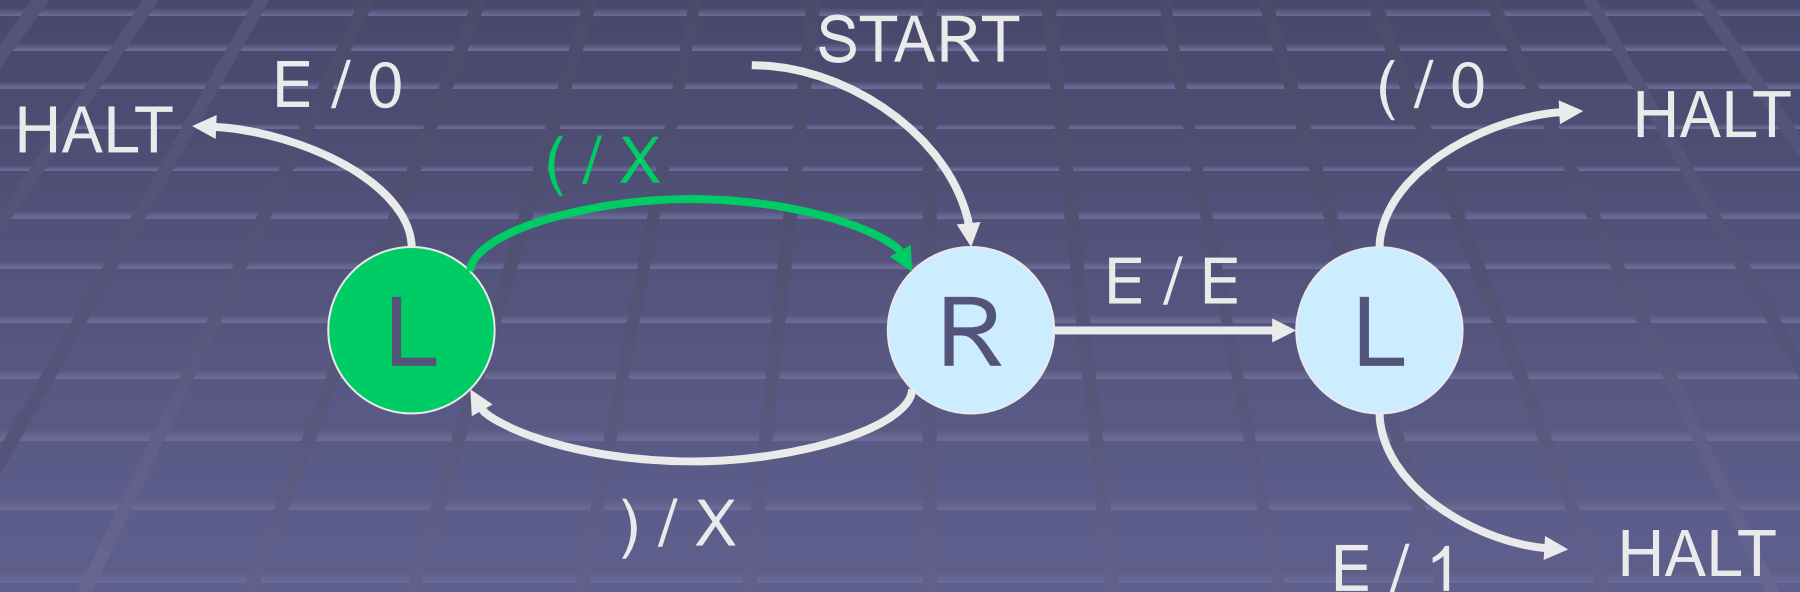 START
E / 0
( / 0
HALT
HALT
( / X
E / E
L
R
L
) / X
E / 1
HALT